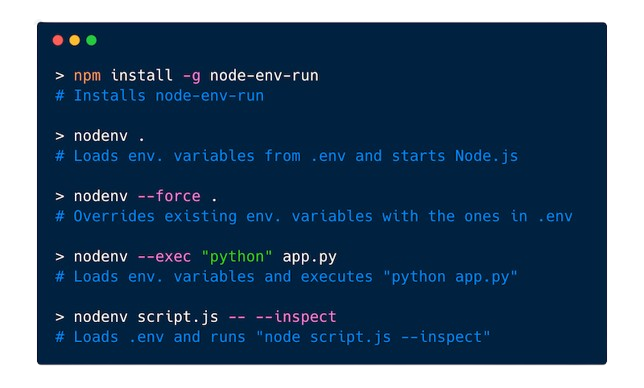 > npm install -g node-env-run
# Installs node-env-run
> nodenv .
# Loads env. variables from .env and starts Node.js
> nodenv --force .
# Overrides existing env. variables with the ones in .env
> nodenv --exec "python" app.py
# Loads env. variables and executes "python app.py"
> nodenv script.js -- --inspect
# Loads .env and runs "node script.js --inspect"